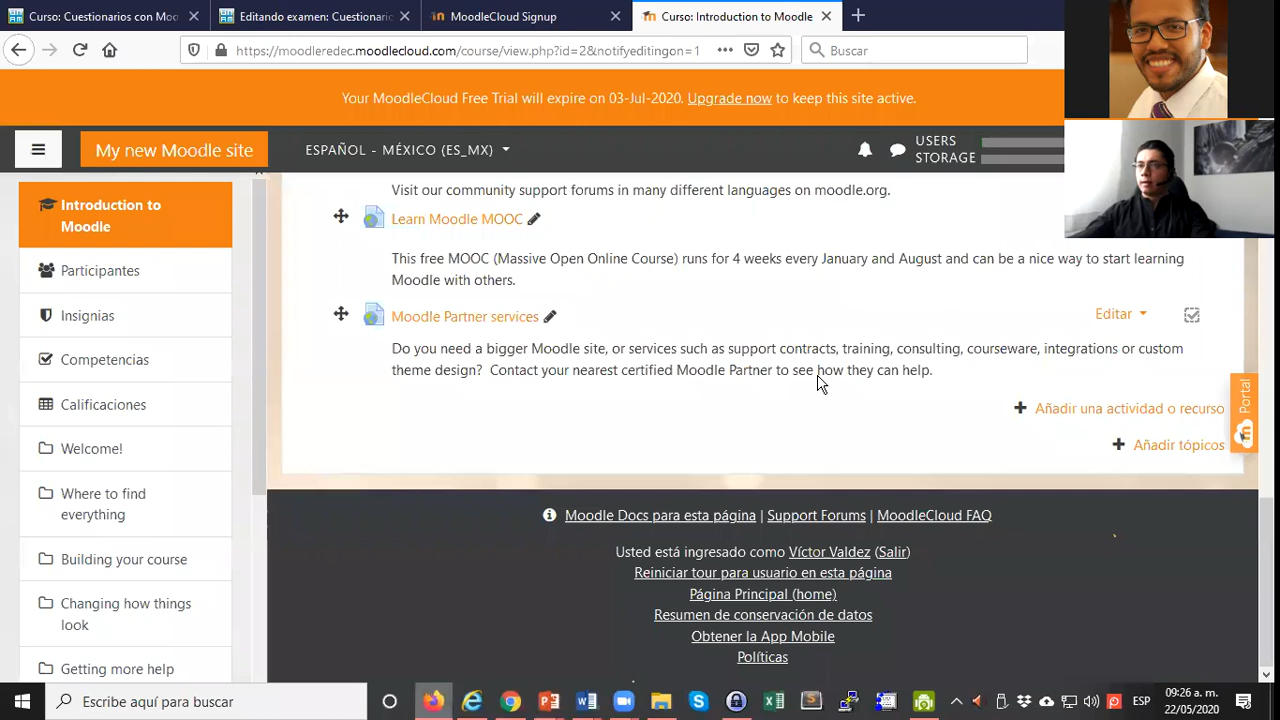 Curso: Cuestionarios con Moo
Editando examen: Cuestionario
MoodleCloud Signup
Curso: Introduction to Moodle
https://moodleredec.moodlecloud.com/course/view.php?id=2&notifyeditingon=1
Buscar
Your MoodleCloud Free Trial will expire on 03-Jul-2020. Upgrade now to keep this site active.
My new Moodle site
ESPAÑOL - MÉXICO (ES_MX)
USERS
STORAGE
Introduction to
Moodle
Participantes
Insignias
Competencias
Calificaciones
Welcome!
Where to find
everything
Building your course
Changing how things
look
Getting more help
Visit our community support forums in many different languages on moodle.org.
Learn Moodle MOOC
This free MOOC (Massive Open Online Course) runs for 4 weeks every January and August and can be a nice way to start learning
Moodle with others.
Moodle Partner services
Editar
Do you need a bigger Moodle site, or services such as support contracts, training, consulting, courseware, integrations or custom
theme design? Contact your nearest certified Moodle Partner to see how they can help.
Añadir una actividad o recurso
Añadir tópicos
Portal
Moodle Docs para esta página | Support Forums | MoodleCloud FAQ
Usted está ingresado como Víctor Valdez (Salir)
Reiniciar tour para usuario en esta página
Página Principal (home)
Resumen de conservación de datos
Obtener la App Mobile
Políticas
Escribe aquí para buscar
ESP
09:26 a. m.
22/05/2020